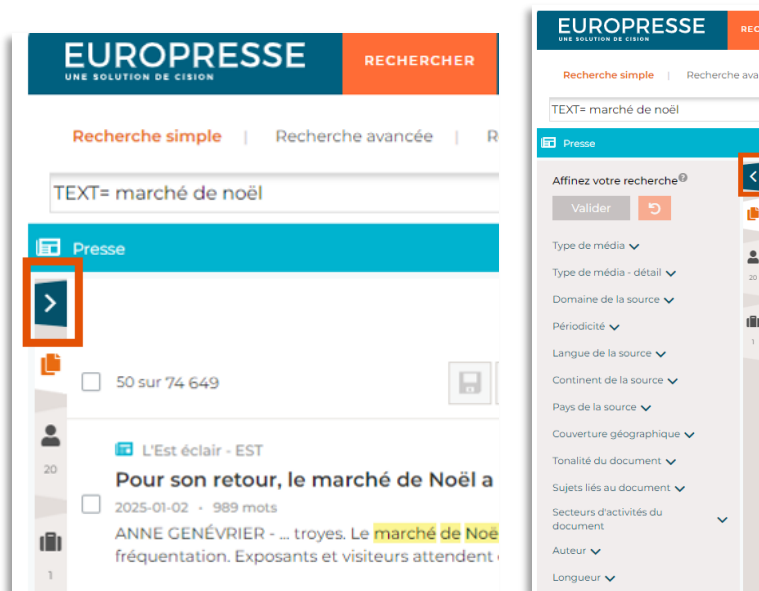 EUROPRESSE
UNE SOLUTION DE CISION
RECHERCHER
Recherche simple | Recherche avancée | R
TEXT= marché de noël
Presse
50 sur 74 649
20
L'Est éclair - EST
Pour son retour, le marché de Noël a
2025-01-02 - 989 mots
ANNE GENÉVRIER - ... troyes. Le marché de Noë
fréquentation. Exposants et visiteurs attendent
1
EUROPRESSE
UNE SOLUTION DE CISION
REC
Recherche simple | Recherche ava
TEXT= marché de noël
Presse
Affinez votre recherche
Valider
Type de média
Type de média - détail
20
Domaine de la source
Périodicité
Langue de la source
1
Continent de la source
Pays de la source
Couverture géographique
Tonalité du document
Sujets liés au document
Secteurs d'activités du
document
Auteur
Longueur